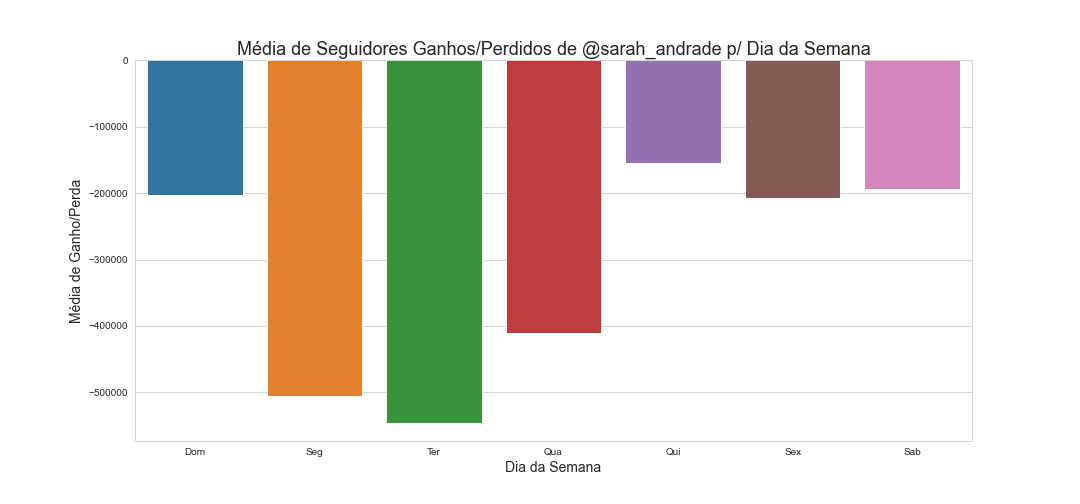 Média de Seguidores Ganhos/Perdidos de @sarah_andrade p/ Dia da Semana
Média de Ganho/Perda
0
−100000
−200000
−300000
−400000
−500000
Dom Seg Ter Qua Qui Sex Sab
Dia da Semana